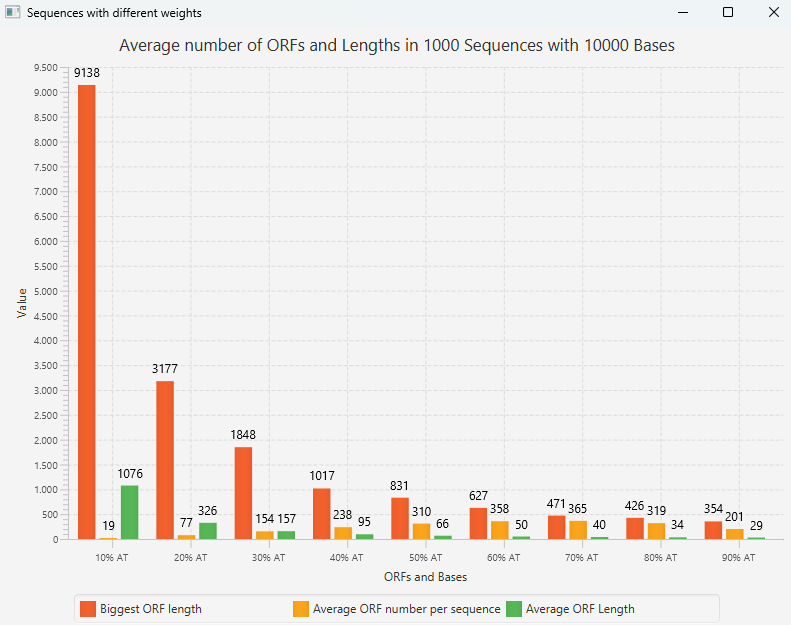 Sequences with different weights
Average number of ORFs and Lengths in 1000 Sequences with 10000 Bases
9.500
9.000
8.500
8.000
7.500
7.000
6.500
6.000
5.500
5.000
4.500
4.000
3.500
3.000
2.500
2.000
1.500
1.000
500
0
Value
9138 19 1076
3177 77 326
1848 154 157
1017 238 95
831 310 66
627 358 50
471 365 40
426 319 34
354 201 29
10% AT 20% AT 30% AT 40% AT 50% AT 60% AT 70% AT 80% AT 90% AT
ORFs and Bases
Biggest ORF length Average ORF number per sequence Average ORF Length